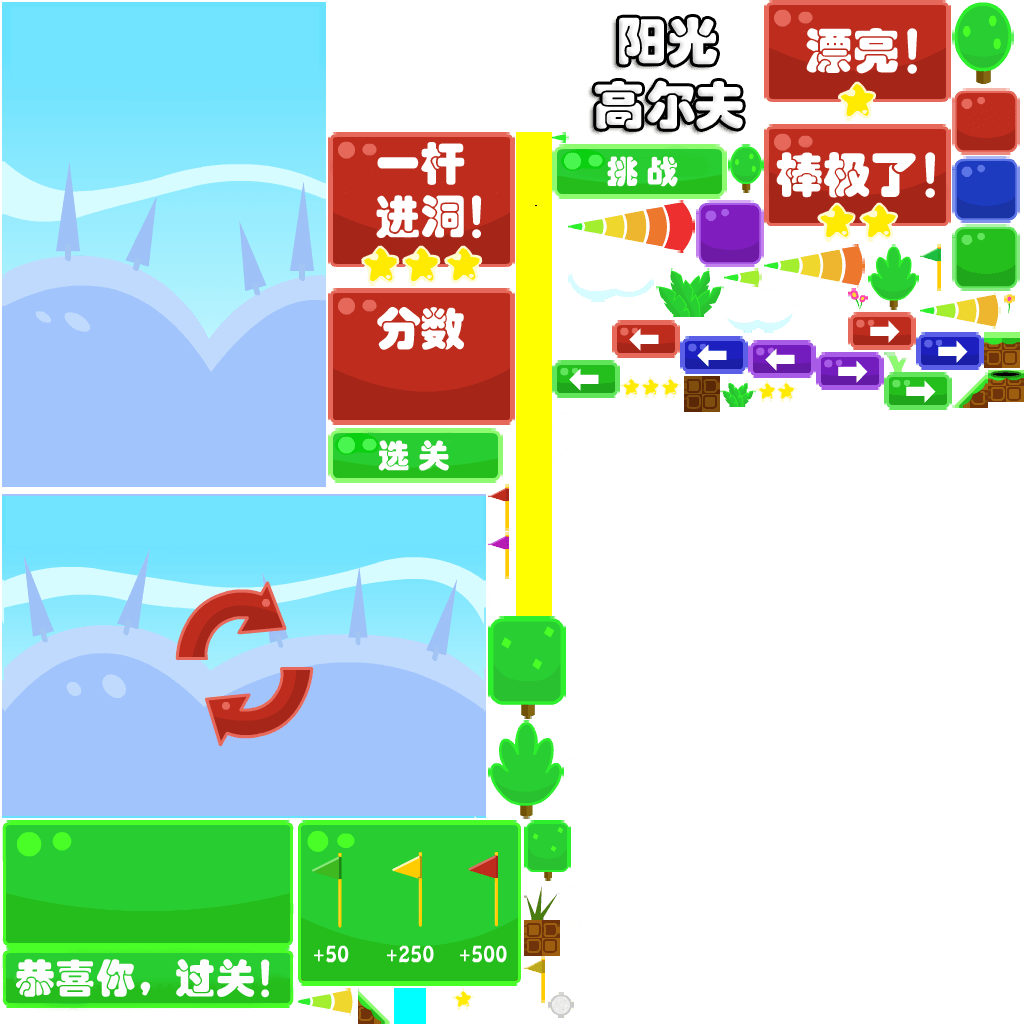 阳光
高尔夫
漂亮！
一杆
进洞！
挑战
棒极了！
分数
选关
+50 +250 +500
恭喜你，过关！